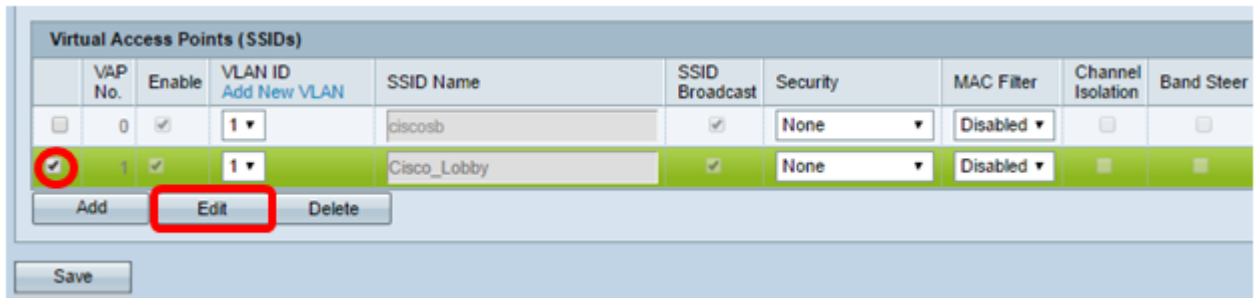 Virtual Access Points (SSIDs)
VAP No. Enable VLAN ID Add New VLAN SSID Name SSID Broadcast Security MAC Filter Channel Isolation Band Steer
0 1 ciscosb None Disabled
1 1 Cisco_Lobby None Disabled
Add Edit Delete
Save